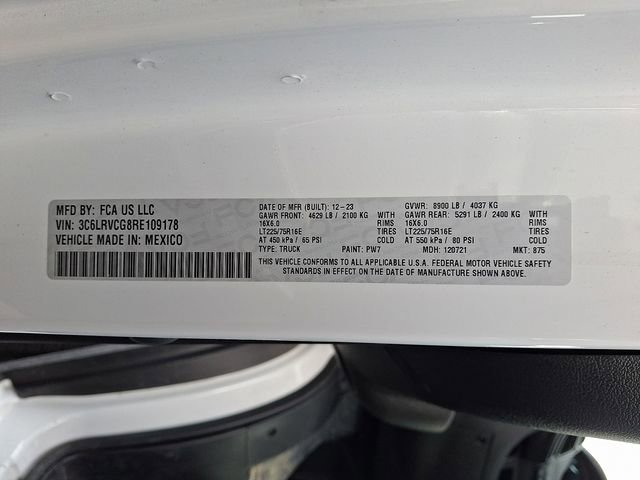 MFD BY: FCA US LLC
VIN: 3C6LRVCG8RE109178
VEHICLE MADE IN: MEXICO
DATE OF MFR (BUILT): 12-23
GAWR FRONT: 4629 LB / 2100 KG WITH
16X6.0 RIMS
LT225/75R16E TIRES
AT 450 kPa / 65 PSI COLD
TYPE: TRUCK PAINT: PW7
GVWR: 8900 LB / 4037 KG
GAWR REAR: 5291 LB / 2400 KG WITH
16X6.0 RIMS
LT225/75R16E TIRES
AT 550 kPa / 80 PSI COLD
MDH: 120721 MKT: 875
THIS VEHICLE CONFORMS TO ALL APPLICABLE U.S.A. FEDERAL MOTOR VEHICLE SAFETY
STANDARDS IN EFFECT ON THE DATE OF MANUFACTURE SHOWN ABOVE.